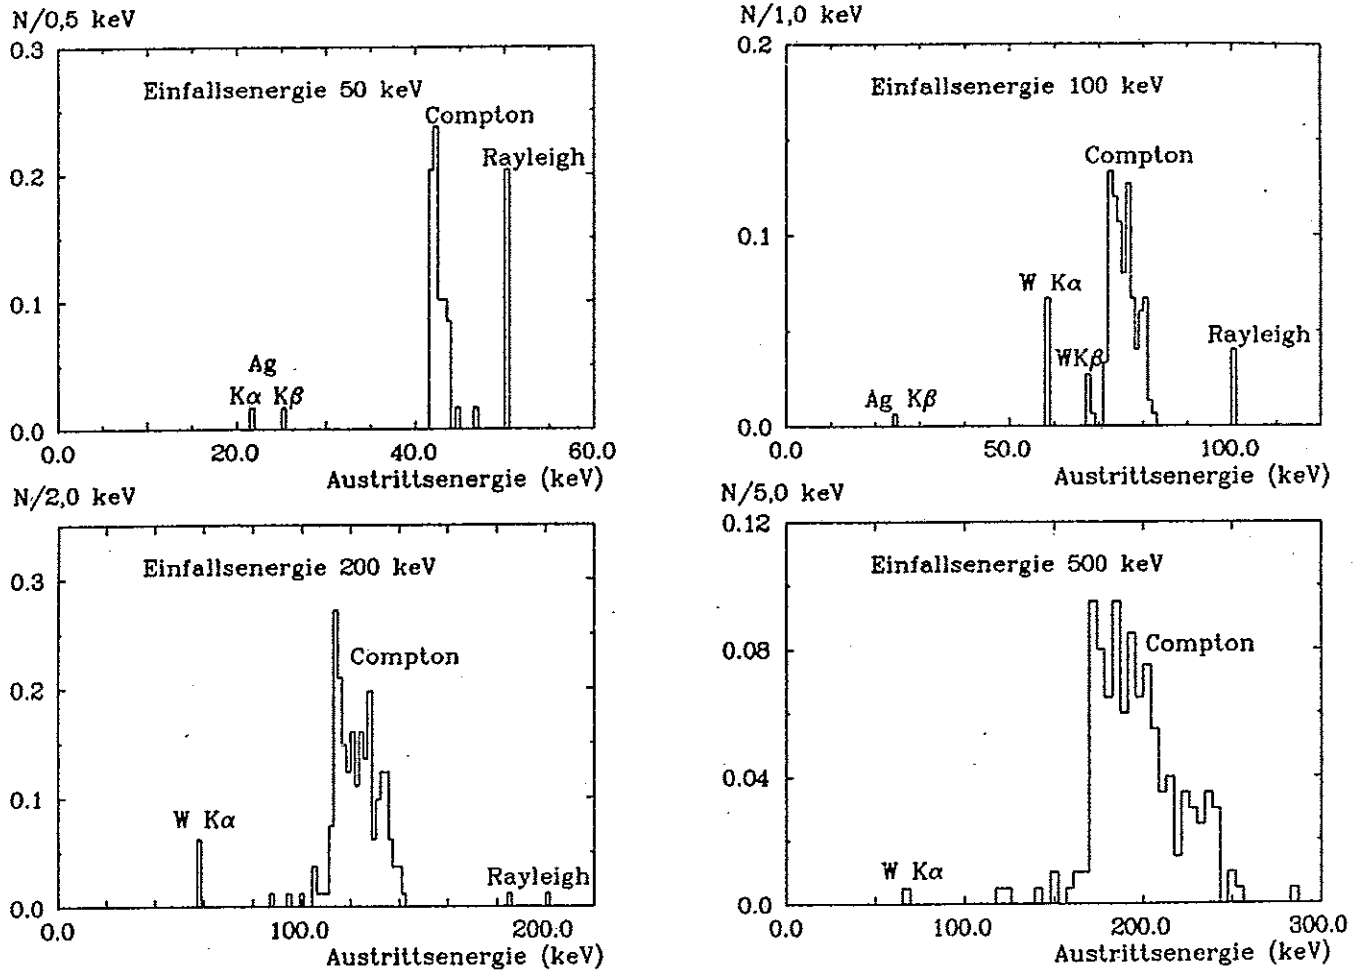 N/0,5 keV
0.3
Einfallsenergie 50 keV
Compton
Rayleigh
0.2
0.1
Ag
Kα Kβ
0.0
0.0 20.0 40.0 60.0
Austrittsenergie (keV)
N/1,0 keV
0.2
Einfallsenergie 100 keV
Compton
0.1
W Kα
Rayleigh
WKβ
Ag Kβ
0.0
0.0 50.0 100.0
Austrittsenergie (keV)
N/2,0 keV
0.3
Einfallsenergie 200 keV
Compton
0.2
0.1
W Kα
Rayleigh
0.0
0.0 100.0 200.0
Austrittsenergie (keV)
N/5,0 keV
0.12
Einfallsenergie 500 keV
Compton
0.08
0.04
W Kα
0.0
0.0 100.0 200.0 300.0
Austrittsenergie (keV)